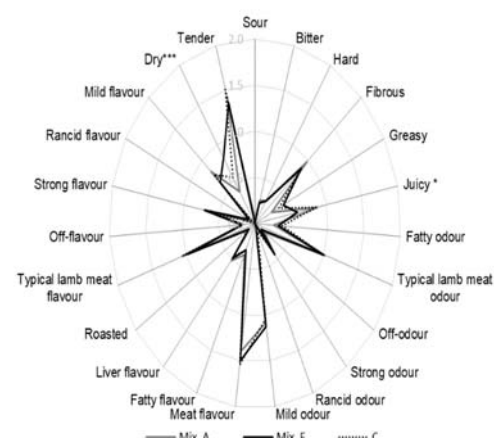 Sour
Bitter
Hard
Fibrous
Greasy
Juicy *
Fatty odour
Typical lamb meat
odour
Off-odour
Strong odour
Rancid odour
Mild odour
Meat flavour
Fatty flavour
Liver flavour
Roasted
Typical lamb meat
flavour
Off-flavour
Strong flavour
Rancid flavour
Mild flavour
Dry***
Tender
2.0
1.5
Mix_A